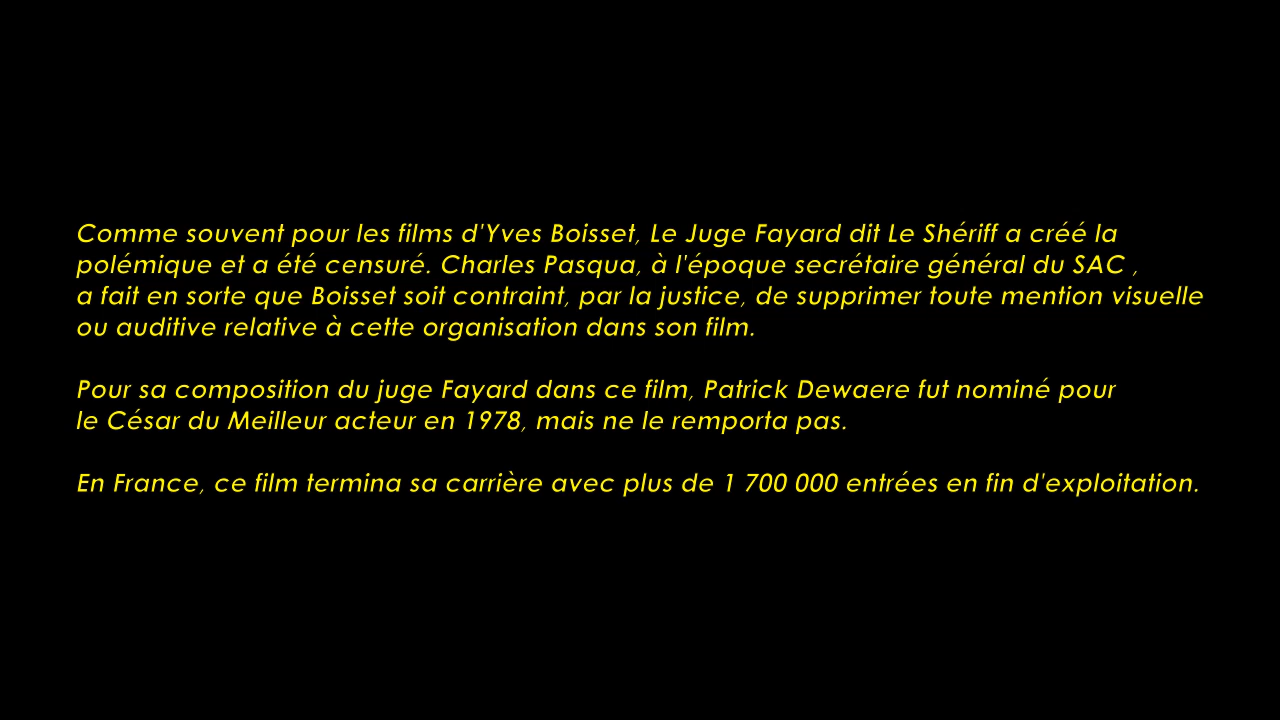 Comme souvent pour les films d'Yves Boisset, Le Juge Fayard dit Le Shériff a créé la
polémique et a été censuré. Charles Pasqua, à l'époque secrétaire général du SAC ,
a fait en sorte que Boisset soit contraint, par la justice, de supprimer toute mention visuelle
ou auditive relative à cette organisation dans son film.
Pour sa composition du juge Fayard dans ce film, Patrick Dewaere fut nominé pour
le César du Meilleur acteur en 1978, mais ne le remporta pas.
En France, ce film termina sa carrière avec plus de 1 700 000 entrées en fin d'exploitation.